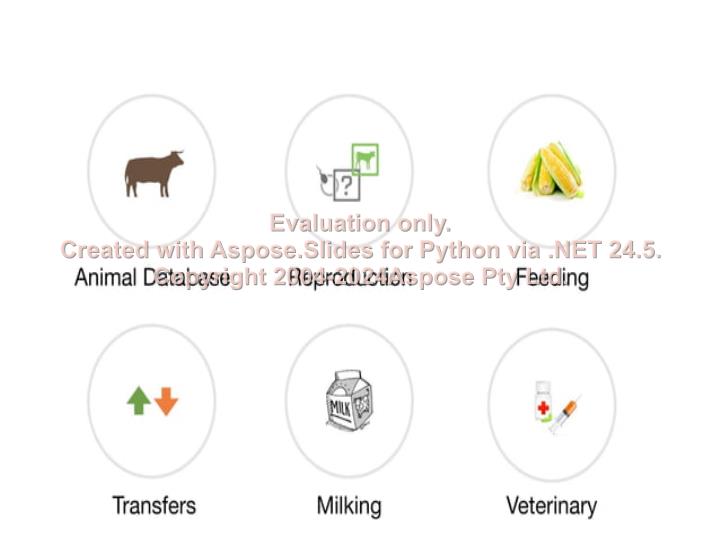 Evaluation only.
Created with Aspose.Slides for Python via .NET 24.5.
Copyright 2004-2024Aspose Pty Ltd.
Animal Database Reproduction Feeding
MILK
Transfers Milking Veterinary